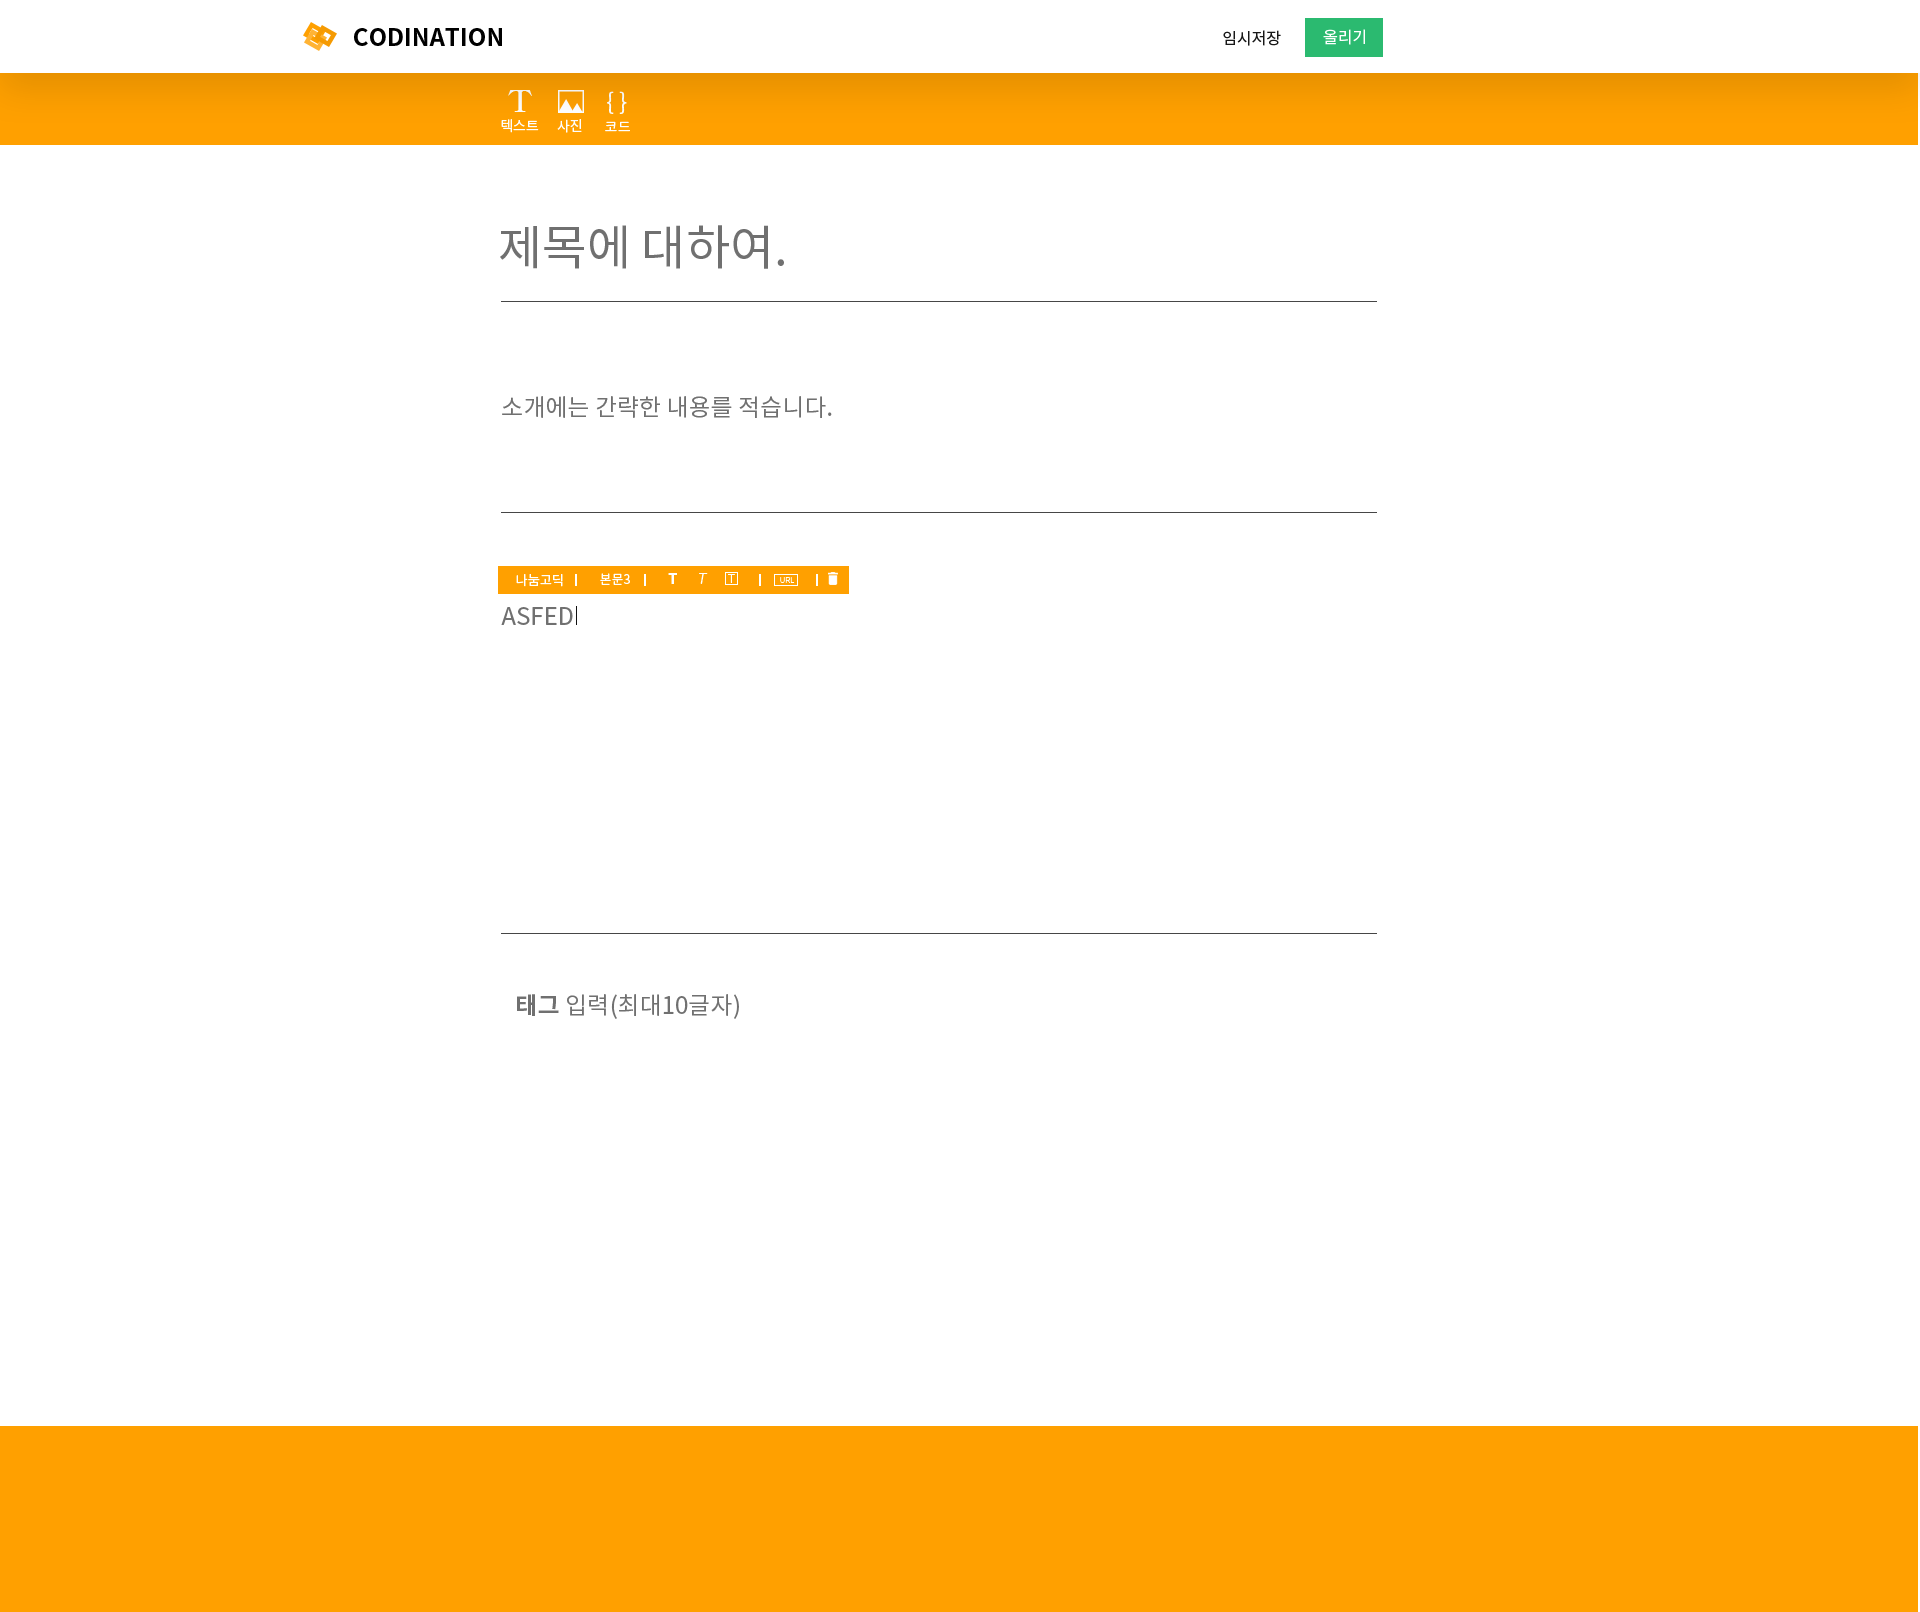 CODINATION
임시저장 올리기
텍스트 사진 코드
제목에 대하여.
소개에는 간략한 내용를 적습니다.
나눔고딕 | 본문3 | T T T | URL |
ASFED
태그 입력(최대10글자)